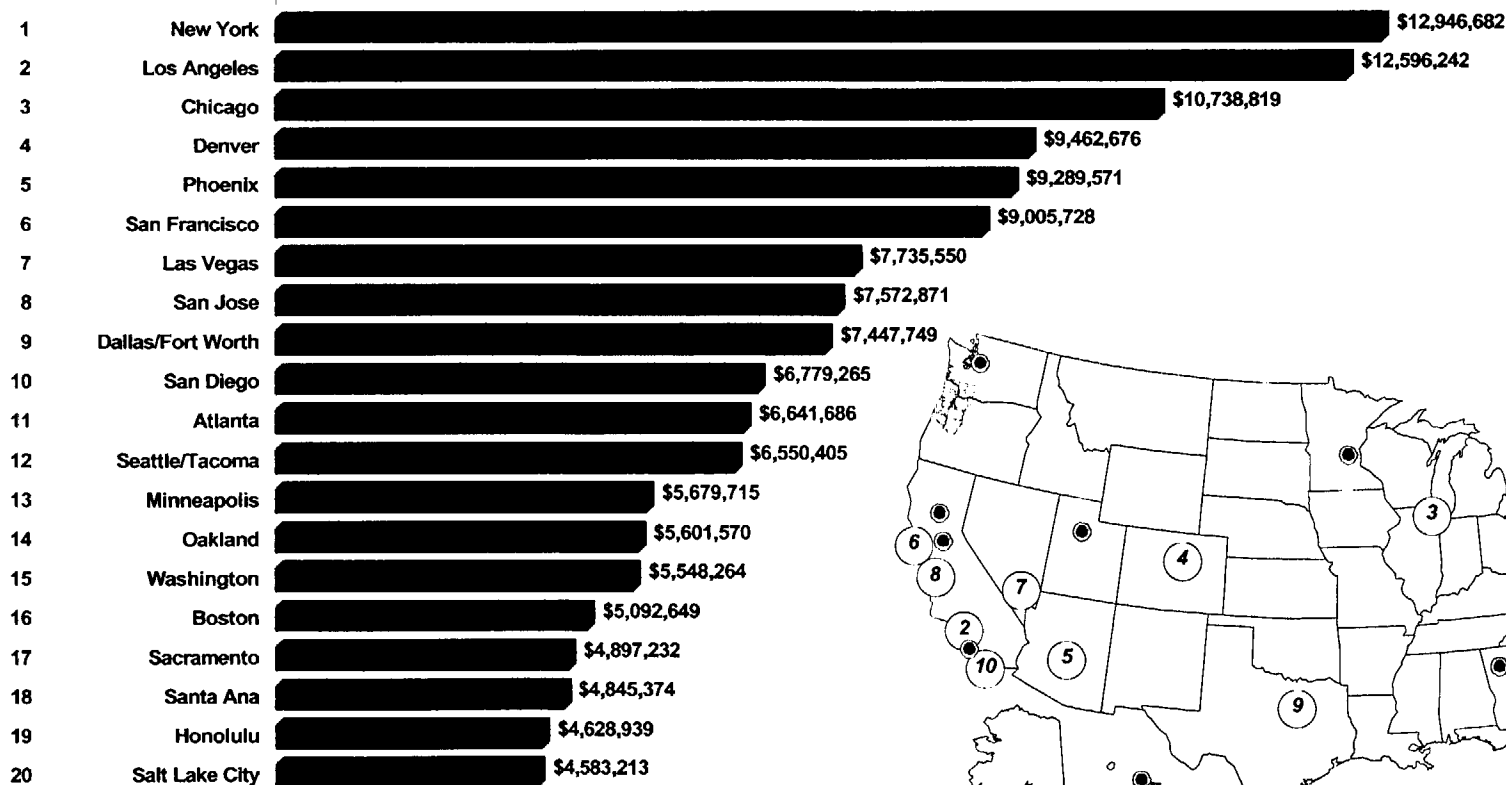 1 New York $12,946,682
2 Los Angeles $12,596,242
3 Chicago $10,738,819
4 Denver $9,462,676
5 Phoenix $9,289,571
6 San Francisco $9,005,728
7 Las Vegas $7,735,550
8 San Jose $7,572,871
9 Dallas/Fort Worth $7,447,749
10 San Diego $6,779,265
11 Atlanta $6,641,686
12 Seattle/Tacoma $6,550,405
13 Minneapolis $5,679,715
14 Oakland $5,601,570
15 Washington $5,548,264
16 Boston $5,092,649
17 Sacramento $4,897,232
18 Santa Ana $4,845,374
19 Honolulu $4,628,939
20 Salt Lake City $4,583,213
3
6
4
8
7
2
5
10
9